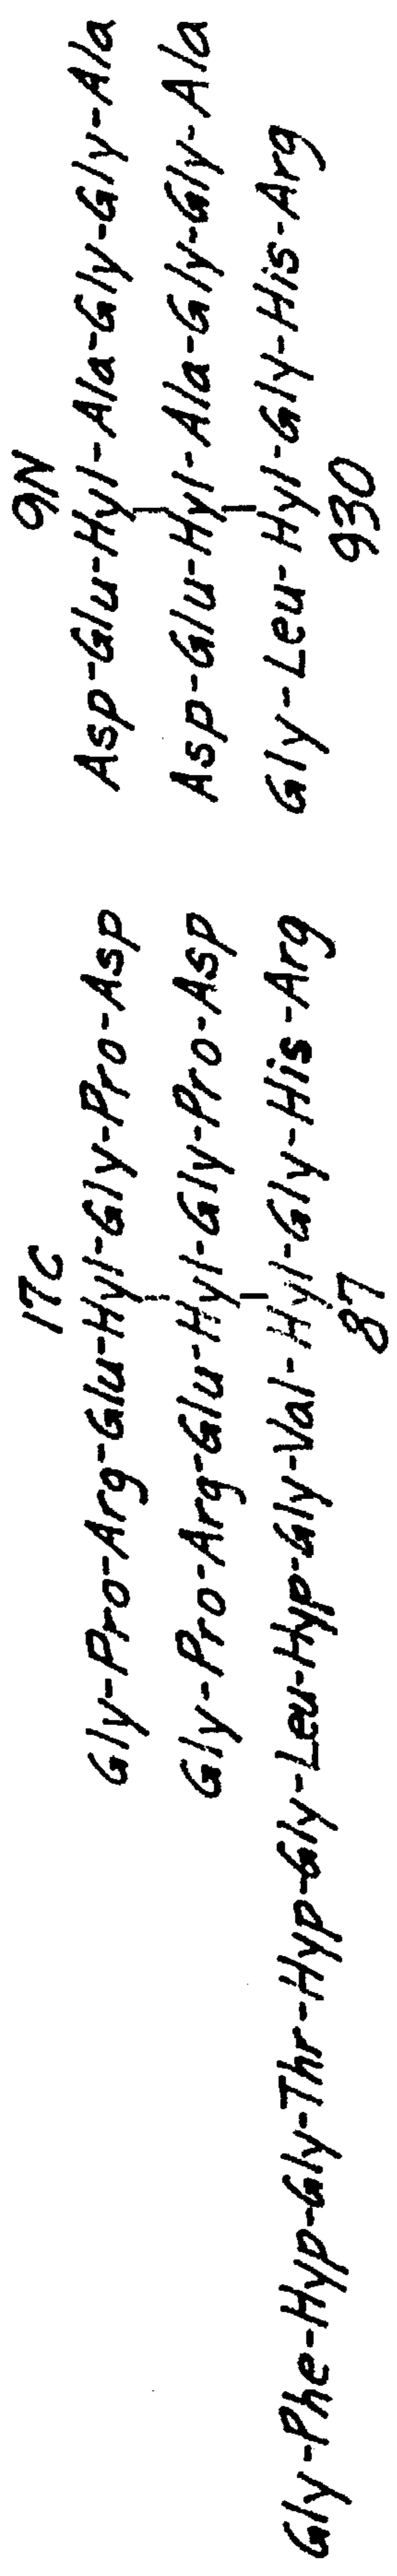 17C
Gly-Pro-Arg-Glu-Hyl-Gly-Pro-Asp
Gly-Pro-Arg-Glu-Hyl-Gly-Pro-Asp
Gly-Phe-Hyp-Gly-Thr-Hyp-Gly-Leu-Hyp-Gly-Val-Hyl-Gly-His-Arg
87
9N
Asp-Glu-Hyl-Ala-Gly-Gly-Ala
Asp-Glu-Hyl-Ala-Gly-Gly-Ala
Gly-Leu-Hyl-Gly-His-Arg
930